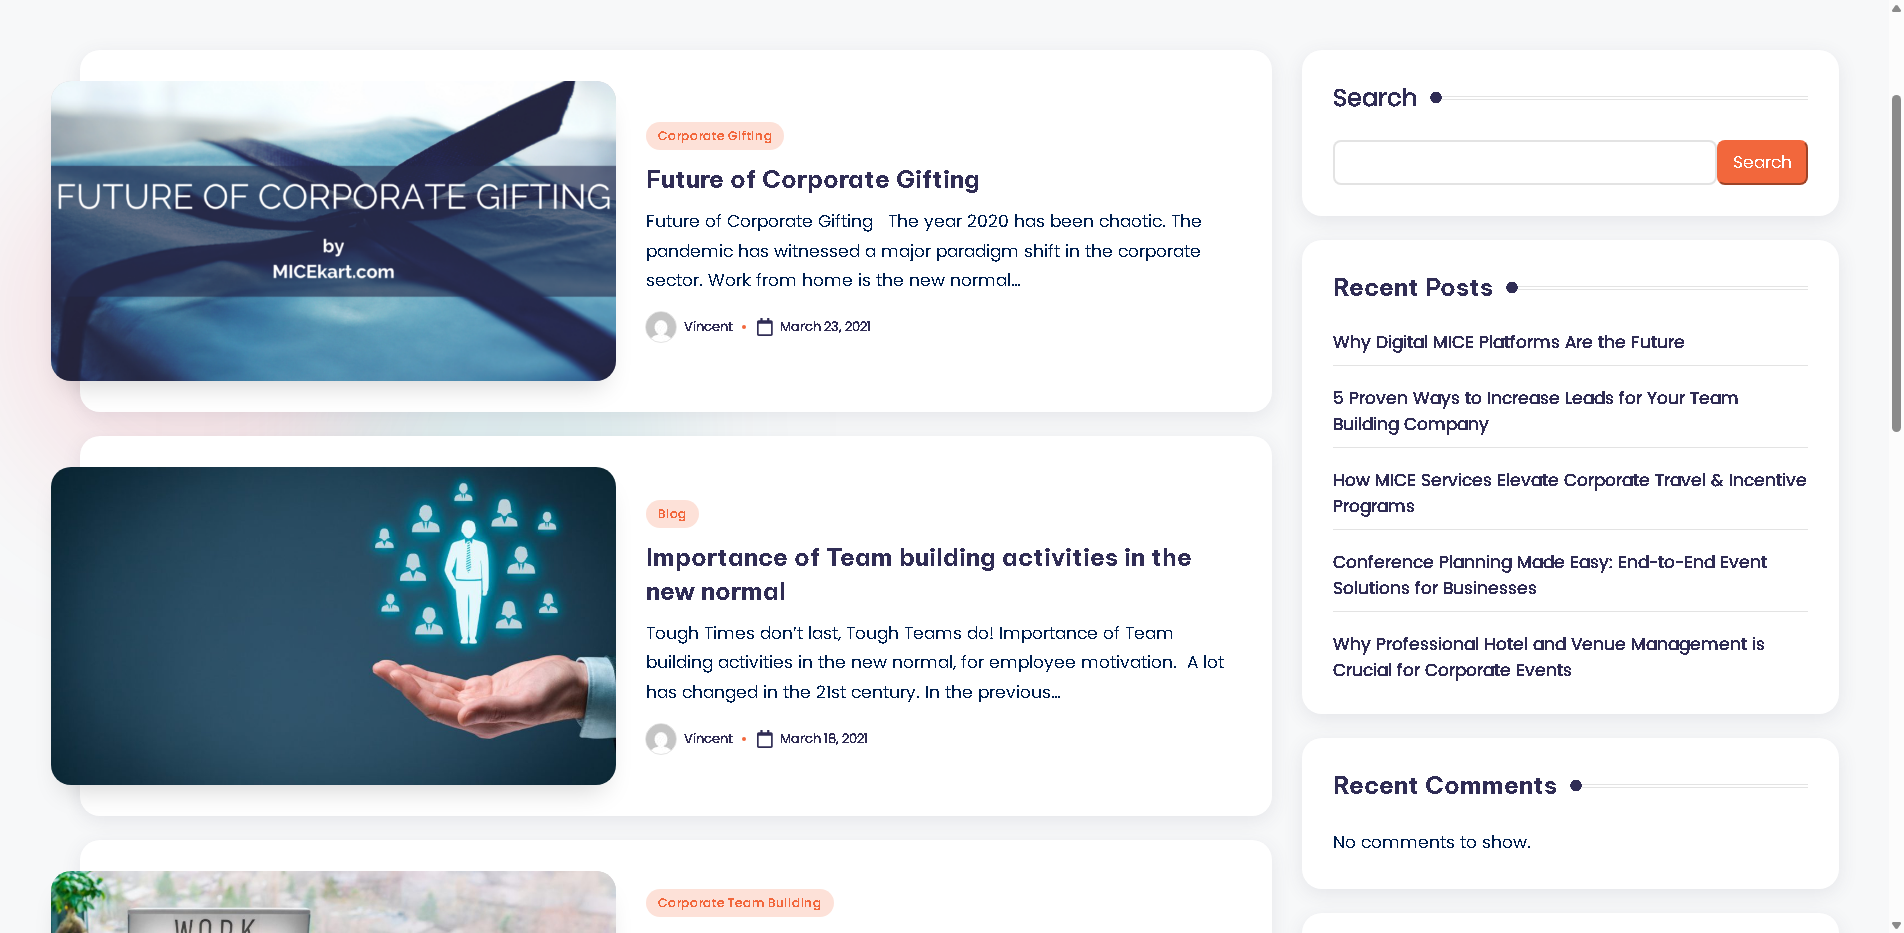 FUTURE OF CORPORATE GIFTING
by
MICEkart.com
Corporate Gifting
Future of Corporate Gifting
Future of Corporate Gifting   The year 2020 has been chaotic. The
pandemic has witnessed a major paradigm shift in the corporate
sector. Work from home is the new normal…
Vincent • March 23, 2021
Blog
Importance of Team building activities in the
new normal
Tough Times don’t last, Tough Teams do! Importance of Team
building activities in the new normal, for employee motivation.  A lot
has changed in the 21st century. In the previous…
Vincent • March 18, 2021
WORK
Corporate Team Building
Search
Search
Recent Posts
Why Digital MICE Platforms Are the Future
5 Proven Ways to Increase Leads for Your Team
Building Company
How MICE Services Elevate Corporate Travel & Incentive
Programs
Conference Planning Made Easy: End-to-End Event
Solutions for Businesses
Why Professional Hotel and Venue Management is
Crucial for Corporate Events
Recent Comments
No comments to show.